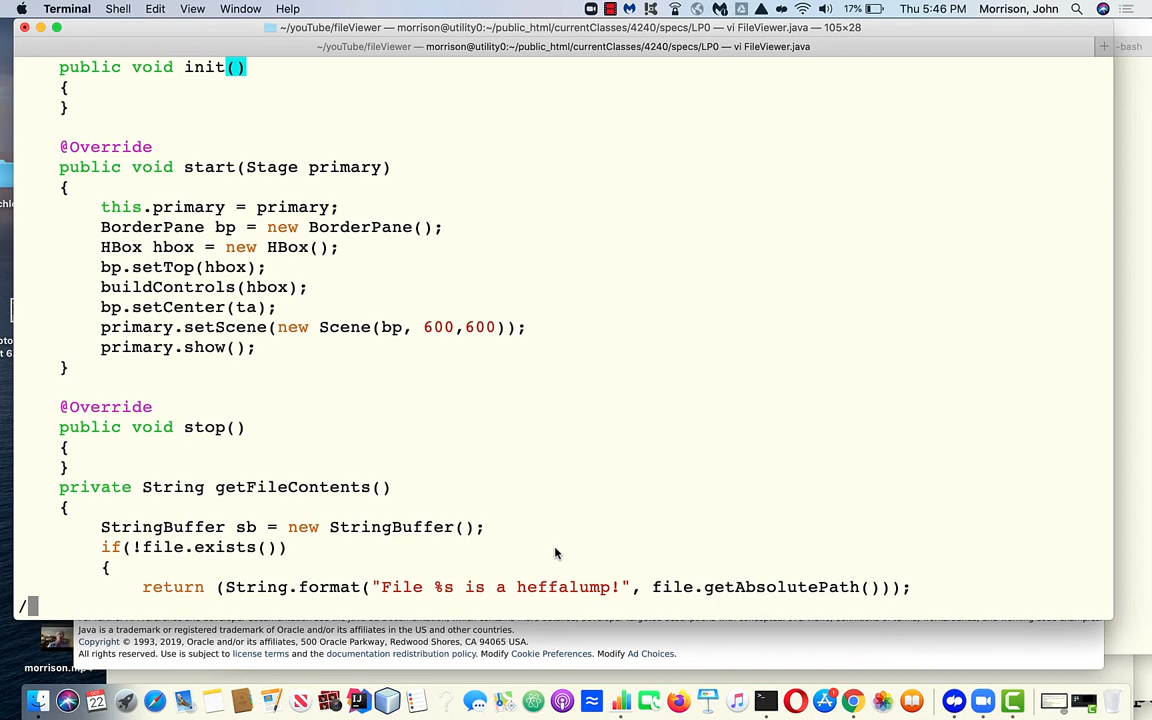 Terminal Shell Edit View Window Help 17% Thu 5:46 PM Morrison, John
~/youTube/fileViewer — morrison@utility0:~/public_html/currentClasses/4240/specs/LP0 — vi FileViewer.java — 105×28
~/youTube/fileViewer — morrison@utility0:~/public_html/currentClasses/4240/specs/LP0 — vi FileViewer.java -bash
public void init()
{
}
@Override
public void start(Stage primary)
{
this.primary = primary;
BorderPane bp = new BorderPane();
HBox hbox = new HBox();
bp.setTop(hbox);
buildControls(hbox);
bp.setCenter(ta);
primary.setScene(new Scene(bp, 600,600));
primary.show();
}
@Override
public void stop()
{
}
private String getFileContents()
{
StringBuffer sb = new StringBuffer();
if(!file.exists())
{
return (String.format("File %s is a heffalump!", file.getAbsolutePath()));
/
Java is a trademark or registered trademark of Oracle and/or its affiliates in the US and other countries.
Copyright © 1993, 2019, Oracle and/or its affiliates, 500 Oracle Parkway, Redwood Shores, CA 94065 USA.
All rights reserved. Use is subject to license terms and the documentation redistribution policy. Modify Cookie Preferences. Modify Ad Choices.
morrison.mp4
22